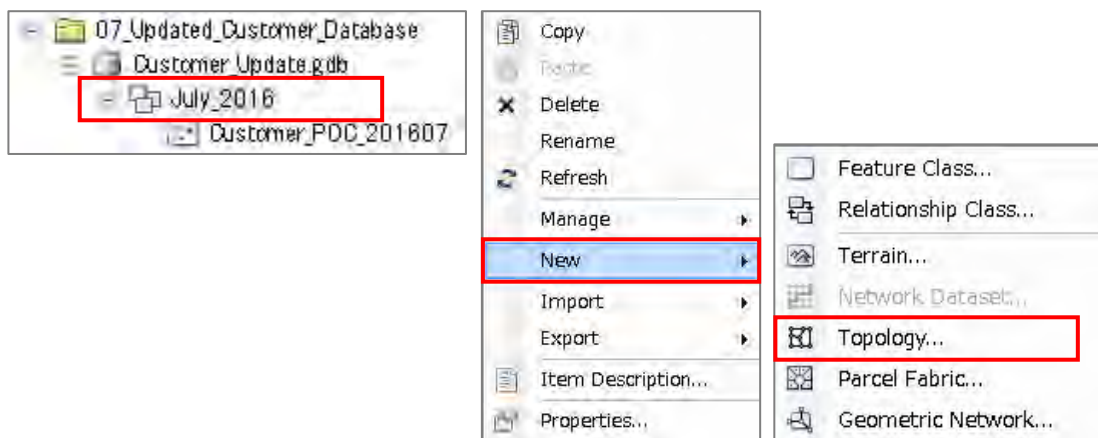 07_Updated_Customer_Database
Customer_Update.gdb
July_2016
Customer_POC_201607
Copy
Paste
Delete
Rename
Refresh
Manage
New
Import
Export
Item Description...
Properties...
Feature Class...
Relationship Class...
Terrain...
Network Dataset...
Topology...
Parcel Fabric...
Geometric Network...